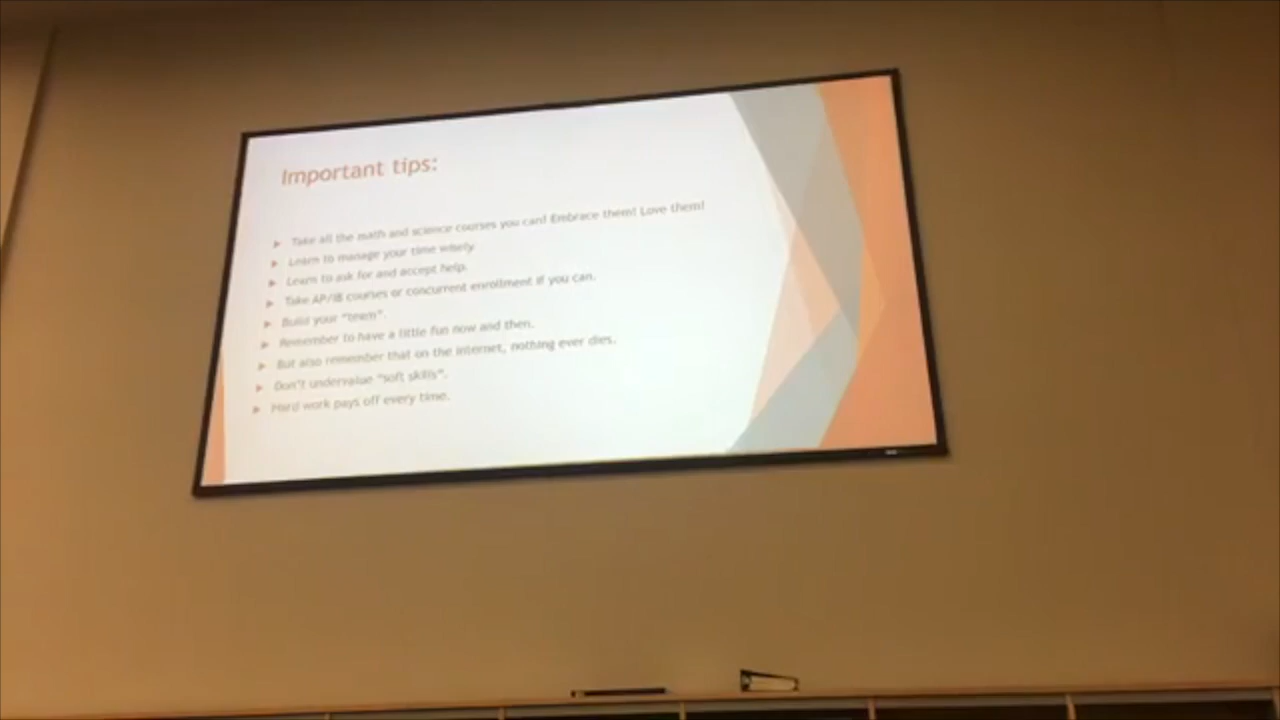 Important tips:
Take all the math and science courses you can! Embrace them! Love them!
Learn to manage your time wisely.
Learn to ask for and accept help.
Take AP/IB courses or concurrent enrollment if you can.
Build your "team".
Remember to have a little fun now and then.
But also remember that on the internet, nothing ever dies.
Don't undervalue "soft skills".
Hard work pays off every time.